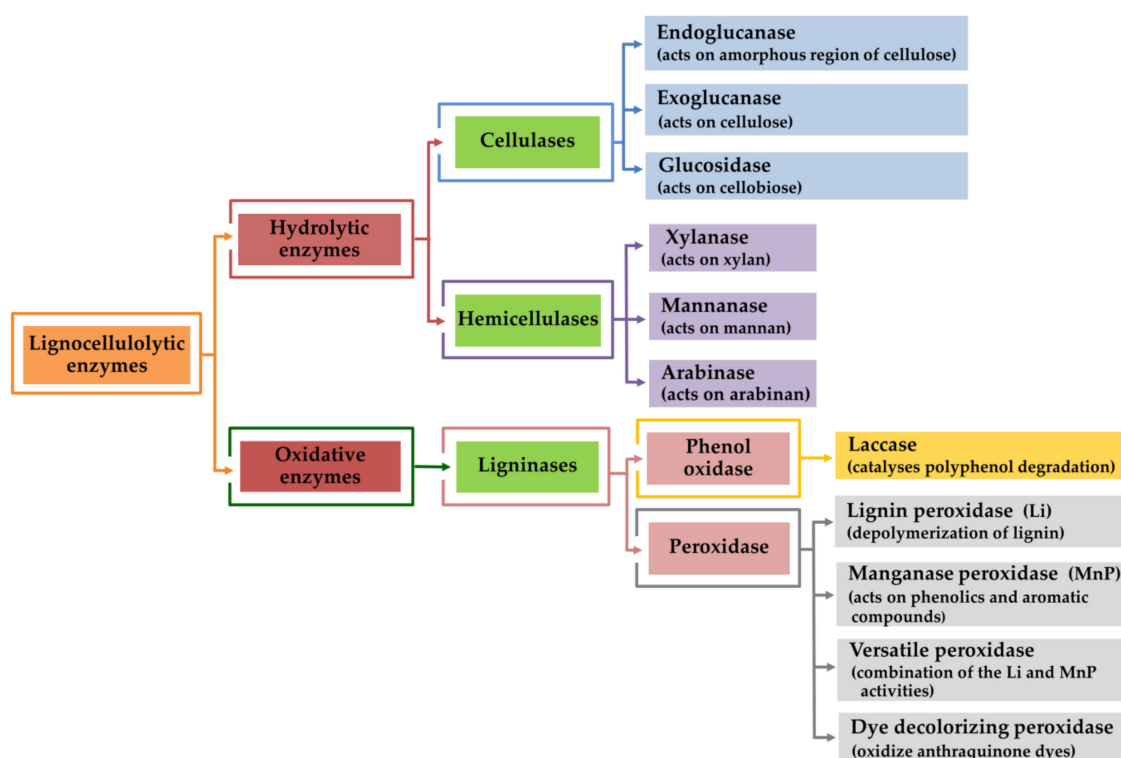 Endoglucanase
(acts on amorphous region of cellulose)
Exoglucanase
(acts on cellulose)
Cellulases
Glucosidase
(acts on cellobiose)
Hydrolytic
enzymes
Xylanase
(acts on xylan)
Hemicellulases
Mannanase
(acts on mannan)
Arabinase
(acts on arabinan)
Lignocellulolytic
enzymes
Oxidative
enzymes
Ligninases
Phenol
oxidase
Laccase
(catalyses polyphenol degradation)
Peroxidase
Lignin peroxidase (Li)
(depolymerization of lignin)
Manganase peroxidase (MnP)
(acts on phenolics and aromatic
compounds)
Versatile peroxidase
(combination of the Li and MnP
activities)
Dye decolorizing peroxidase
(oxidize anthraquinone dyes)